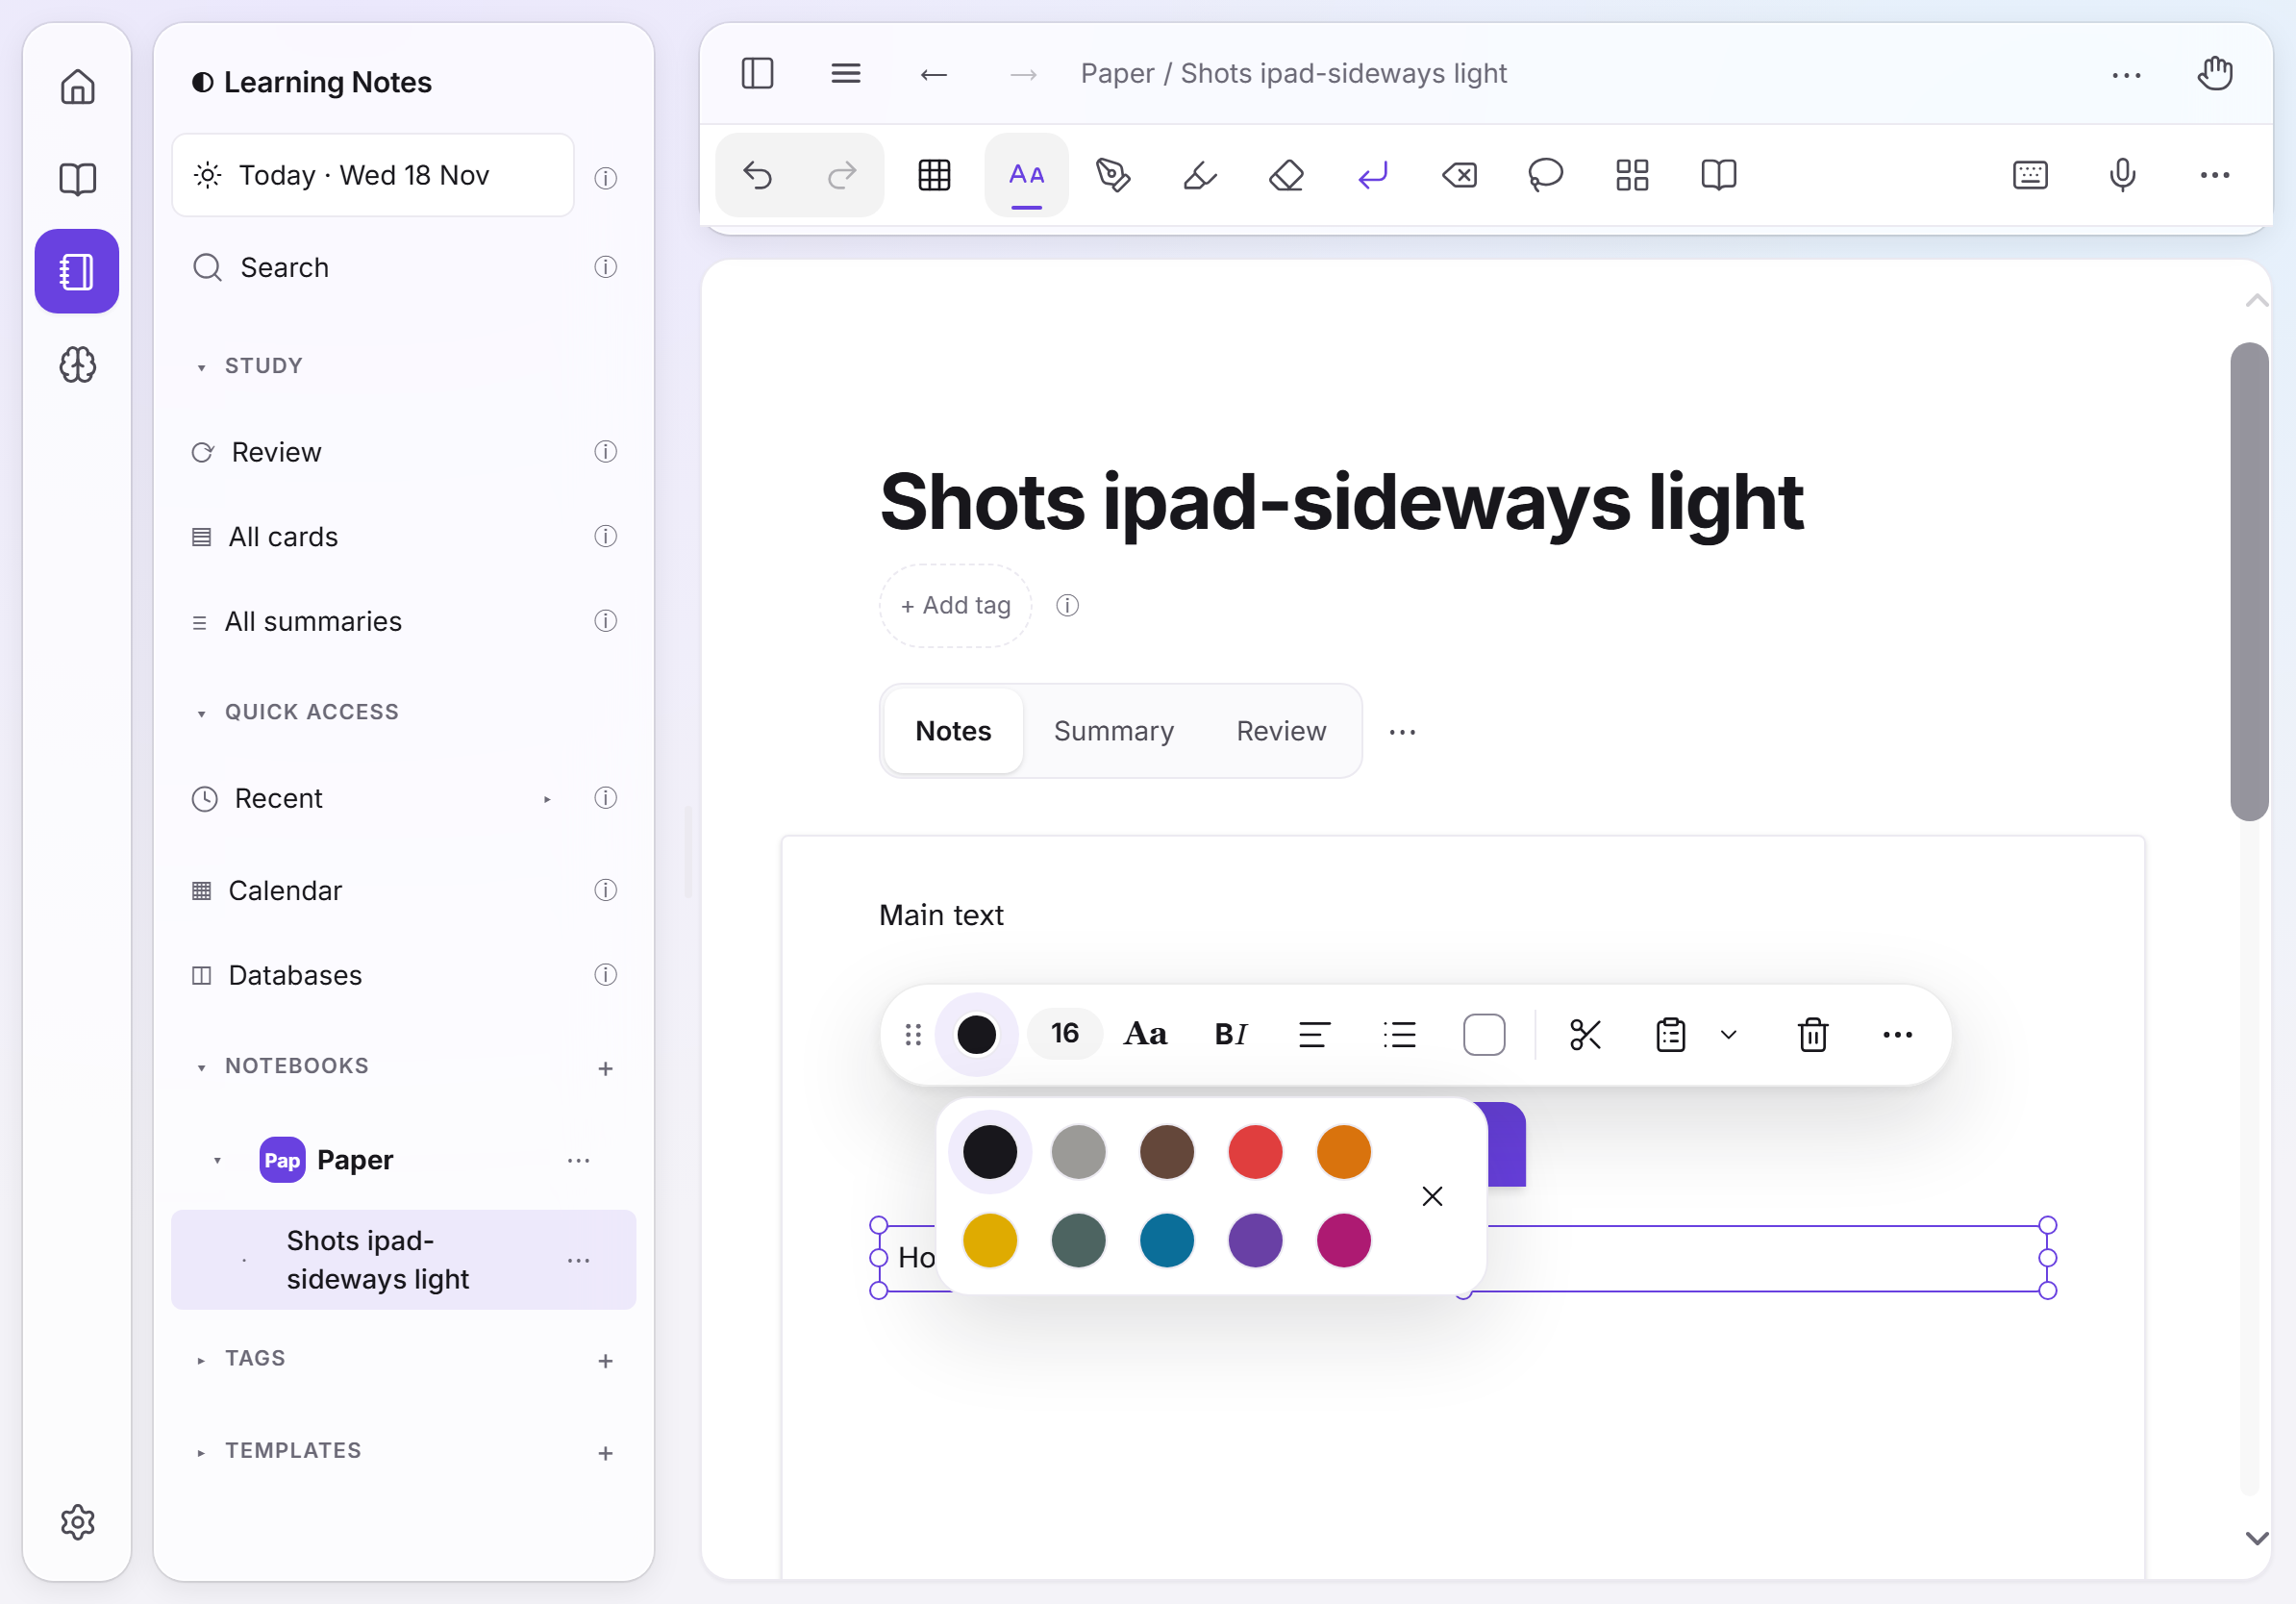 Learning Notes
Today · Wed 18 Nov
Search
STUDY
Review
All cards
All summaries
QUICK ACCESS
Recent
Calendar
Databases
NOTEBOOKS
Pap Paper
Shots ipad-
sideways light
TAGS
TEMPLATES
Paper / Shots ipad-sideways light
AA
Shots ipad-sideways light
+ Add tag
Notes Summary Review
Main text
16 Aa BI